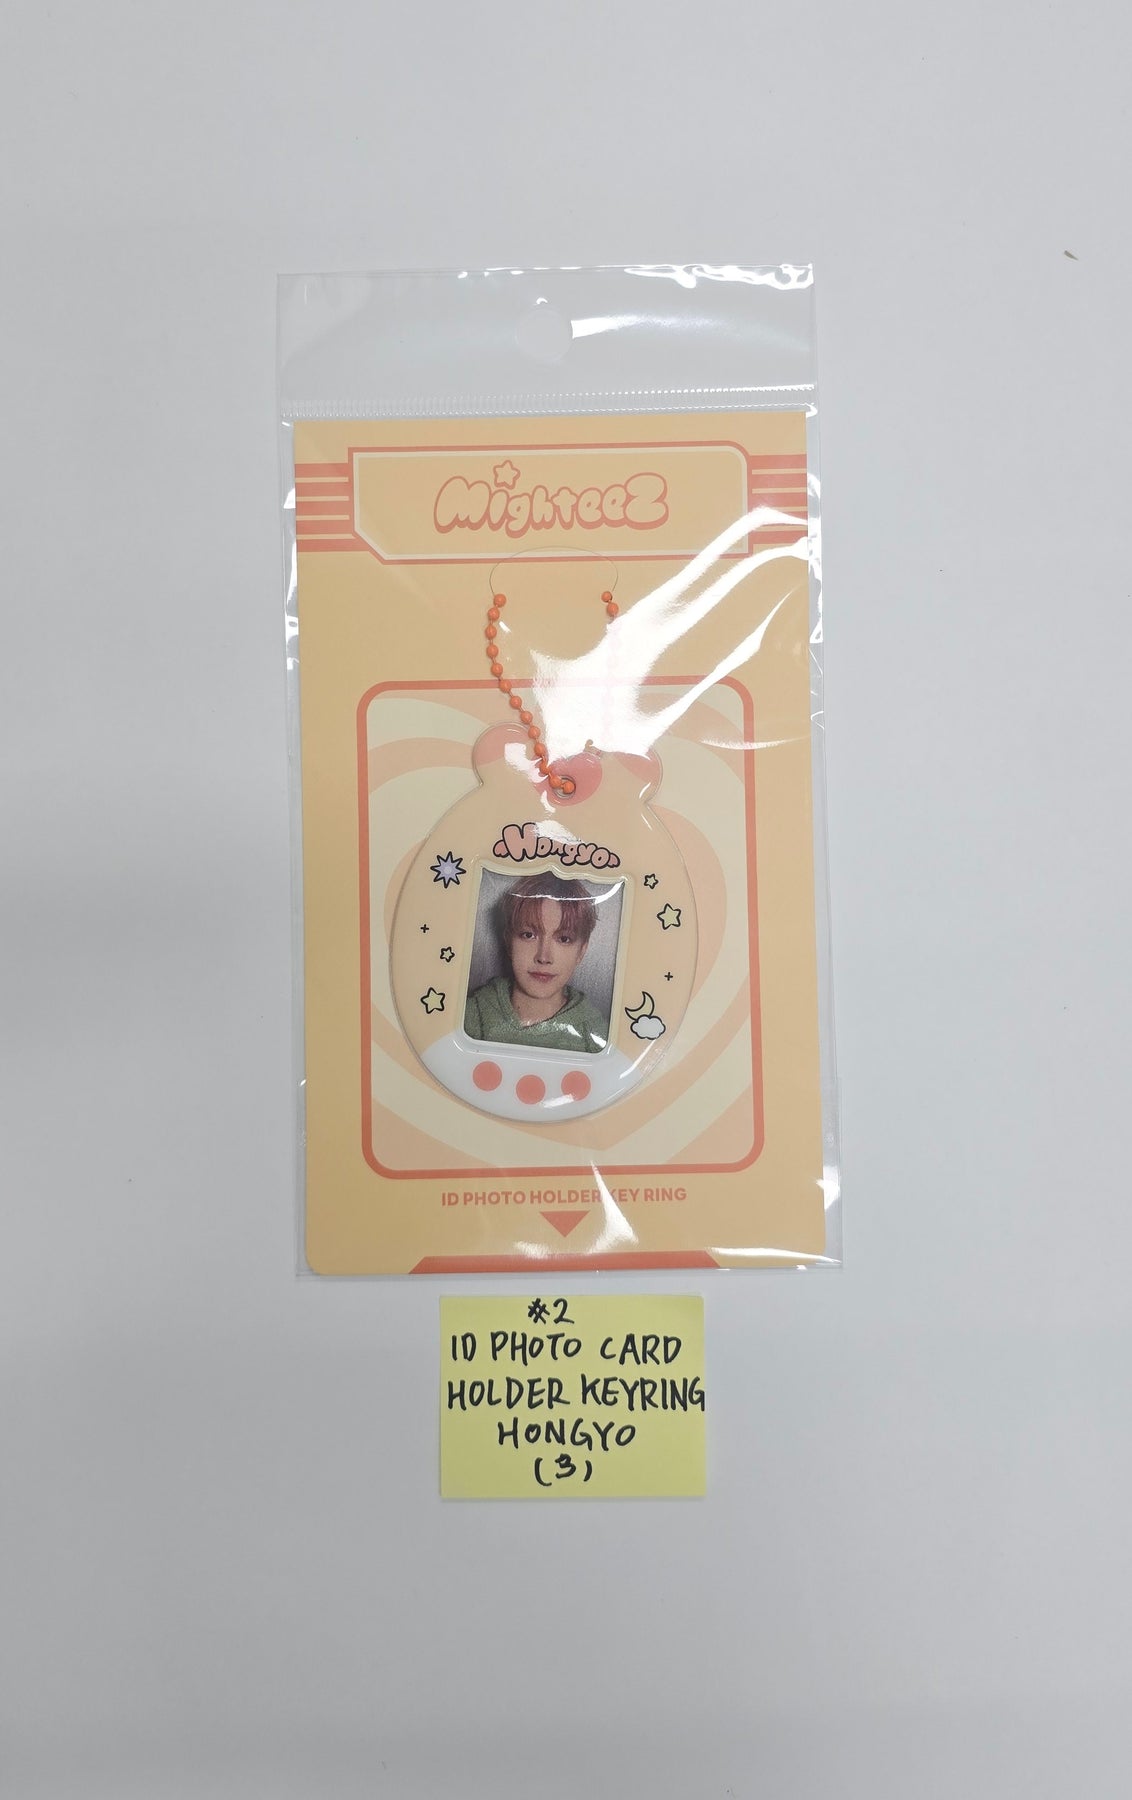 MighteeZ
Hongyo
ID PHOTO HOLDER KEY RING
#2
ID PHOTO CARD
HOLDER KEYRING
HONGYO
(3)